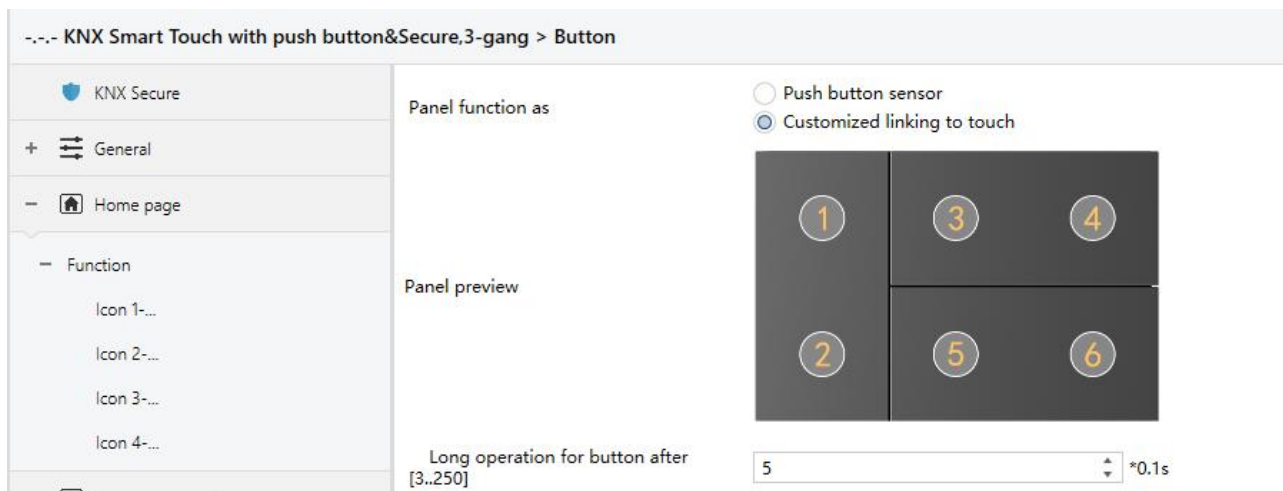 -.-.- KNX Smart Touch with push button&Secure,3-gang > Button
KNX Secure
+ General
- Home page
- Function
Icon 1-...
Icon 2-...
Icon 3-...
Icon 4-...
Panel function as
Push button sensor
Customized linking to touch
Panel preview
1 3 4
2 5 6
Long operation for button after
[3..250]
5 *0.1s